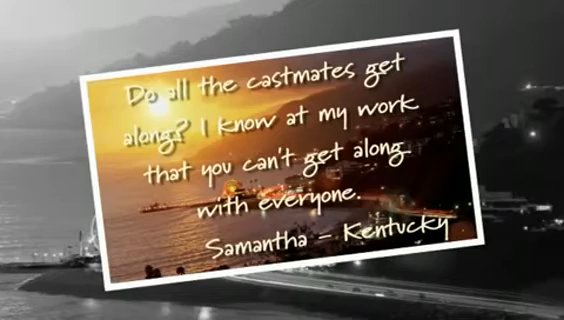 Do all the castmates get
along? I know at my work
that you can't get along
with everyone.
Samantha - Kentucky